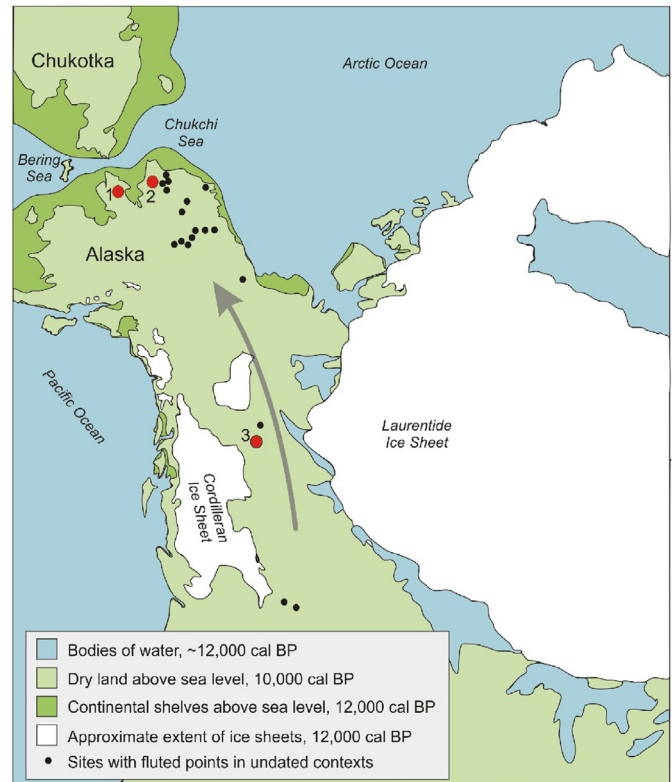 Chukotka
Arctic Ocean
Chukchi
Sea
Bering
Sea
1
2
Alaska
Pacific Ocean
3
Laurentide
Ice Sheet
Cordilleran
Ice Sheet
Bodies of water, ~12,000 cal BP
Dry land above sea level, 10,000 cal BP
Continental shelves above sea level, 12,000 cal BP
Approximate extent of ice sheets, 12,000 cal BP
Sites with fluted points in undated contexts